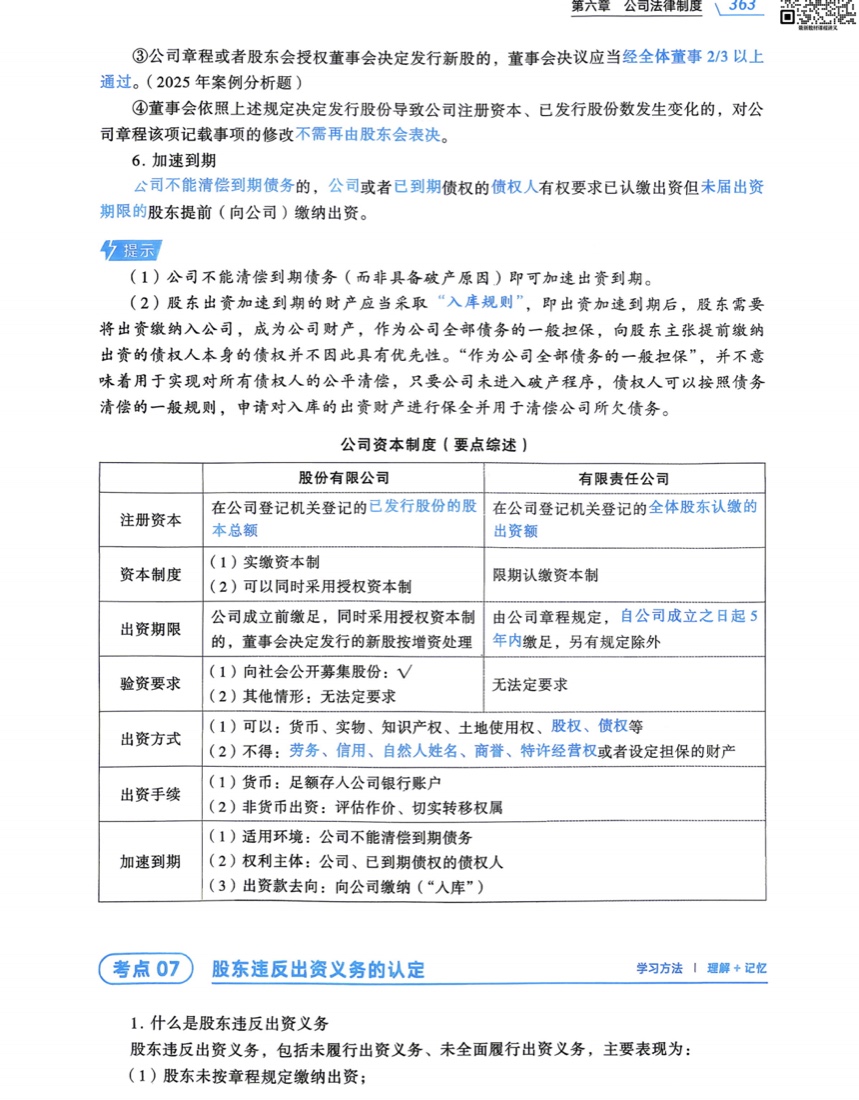 第六章 公司法律制度 363
③公司章程或者股东会授权董事会决定发行新股的，董事会决议应当经全体董事 2/3 以上
通过。（2025 年案例分析题）
④董事会依照上述规定决定发行股份导致公司注册资本、已发行股份数发生变化的，对公
司章程该项记载事项的修改不需再由股东会表决。
6. 加速到期
公司不能清偿到期债务的，公司或者已到期债权的债权人有权要求已认缴出资但未届出资
期限的股东提前（向公司）缴纳出资。
提示
（1）公司不能清偿到期债务（而非具备破产原因）即可加速出资到期。
（2）股东出资加速到期的财产应当采取“入库规则”，即出资加速到期后，股东需要
将出资缴纳入公司，成为公司财产，作为公司全部债务的一般担保，向股东主张提前缴纳
出资的债权人本身的债权并不因此具有优先性。“作为公司全部债务的一般担保”，并不意
味着用于实现对所有债权人的公平清偿，只要公司未进入破产程序，债权人可以按照债务
清偿的一般规则，申请对入库的出资财产进行保全并用于清偿公司所欠债务。
公司资本制度（要点综述）
股份有限公司 有限责任公司
注册资本 在公司登记机关登记的已发行股份的股本总额 在公司登记机关登记的全体股东认缴的出资额
资本制度 （1）实缴资本制 （2）可以同时采用授权资本制 限期认缴资本制
出资期限 公司成立前缴足，同时采用授权资本制的，董事会决定发行的新股按增资处理 由公司章程规定，自公司成立之日起 5 年内缴足，另有规定除外
验资要求 （1）向社会公开募集股份：√ （2）其他情形：无法定要求 无法定要求
出资方式 （1）可以：货币、实物、知识产权、土地使用权、股权、债权等
（2）不得：劳务、信用、自然人姓名、商誉、特许经营权或者设定担保的财产
出资手续 （1）货币：足额存入公司银行账户
（2）非货币出资：评估作价、切实转移权属
加速到期 （1）适用环境：公司不能清偿到期债务
（2）权利主体：公司、已到期债权的债权人
（3）出资款去向：向公司缴纳（“入库”）
考点 07 股东违反出资义务的认定 学习方法 | 理解 + 记忆
1. 什么是股东违反出资义务
股东违反出资义务，包括未履行出资义务、未全面履行出资义务，主要表现为：
（1）股东未按章程规定缴纳出资；